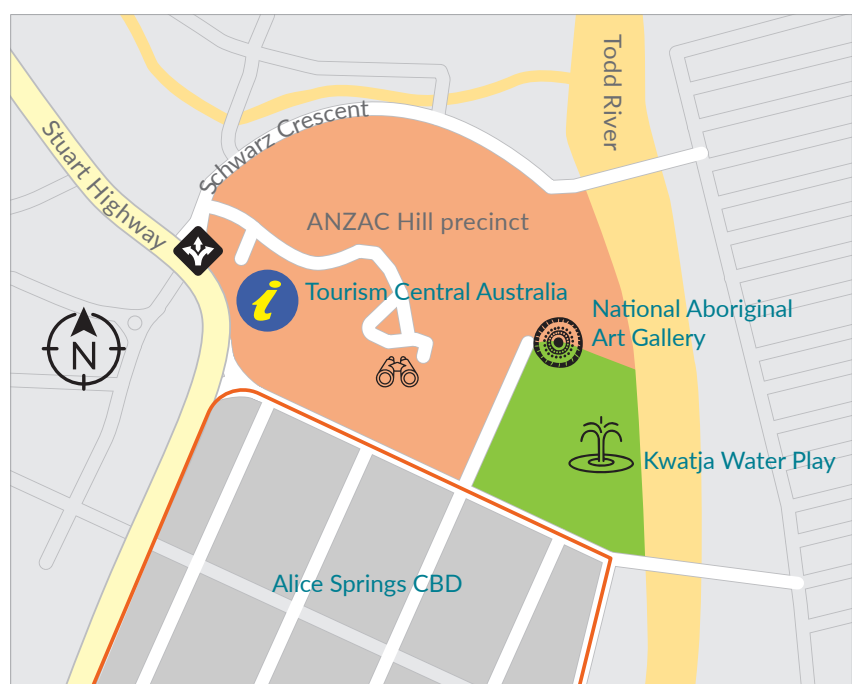 Todd River
Schwarz Crescent
Stuart Highway
ANZAC Hill precinct
i
Tourism Central Australia
National Aboriginal
Art Gallery
N
Kwatja Water Play
Alice Springs CBD